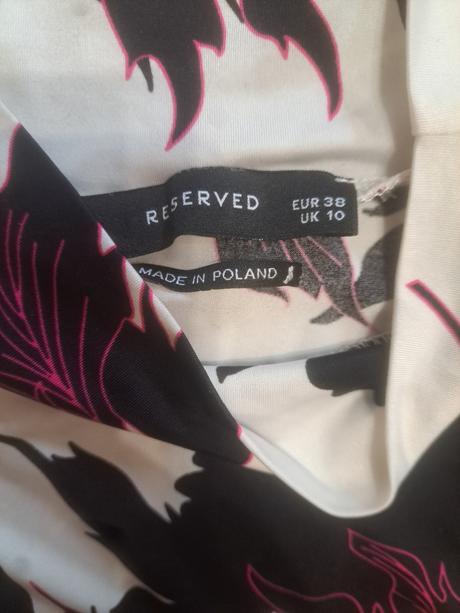 RESERVED
EUR 38
UK 10
MADE IN POLAND